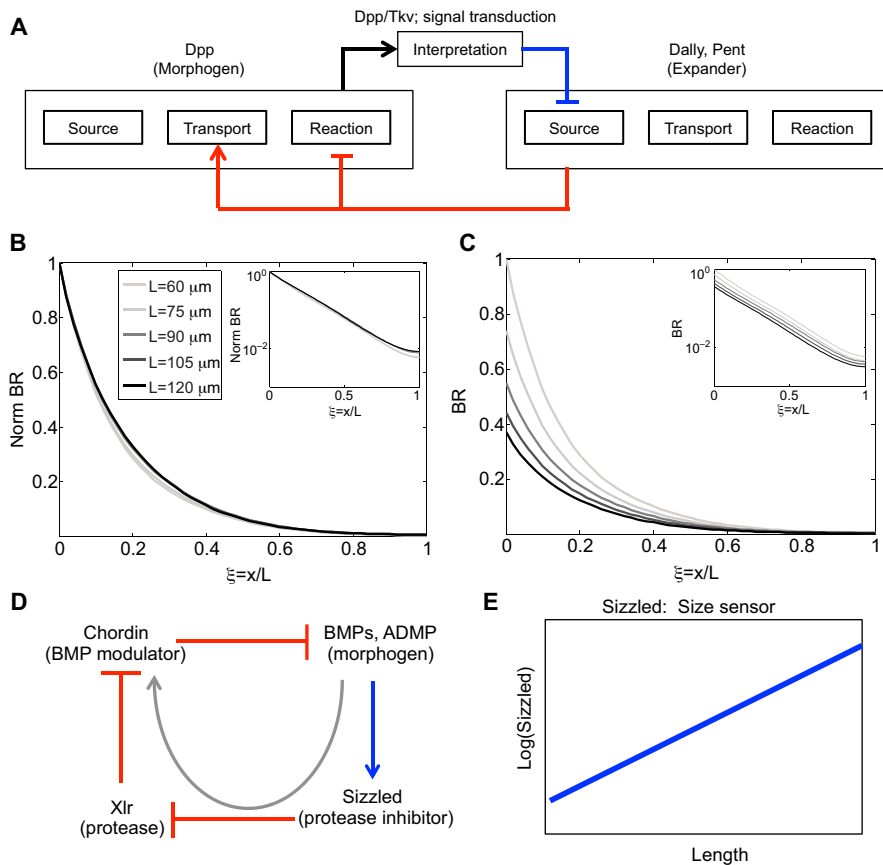 A
Dpp/Tkv; signal transduction
Interpretation
Dpp
(Morphogen)
Dally, Pent
(Expander)
Source
Transport
Reaction
Source
Transport
Reaction
B
Norm BR
1
0.8
0.6
0.4
0.2
0
0.2
0.4
0.6
0.8
1
ξ=x/L
L=60 μm
L=75 μm
L=90 μm
L=105 μm
L=120 μm
Norm BR
10^0
10^-2
0
0.5
1
ξ=x/L
C
BR
1
0.8
0.6
0.4
0.2
0
0.2
0.4
0.6
0.8
1
ξ=x/L
BR
10^0
10^-2
0
0.5
1
ξ=x/L
D
Chordin
(BMP modulator)
BMPs, ADMP
(morphogen)
Xlr
(protease)
Sizzled
(protease inhibitor)
E
Sizzled: Size sensor
Log(Sizzled)
Length